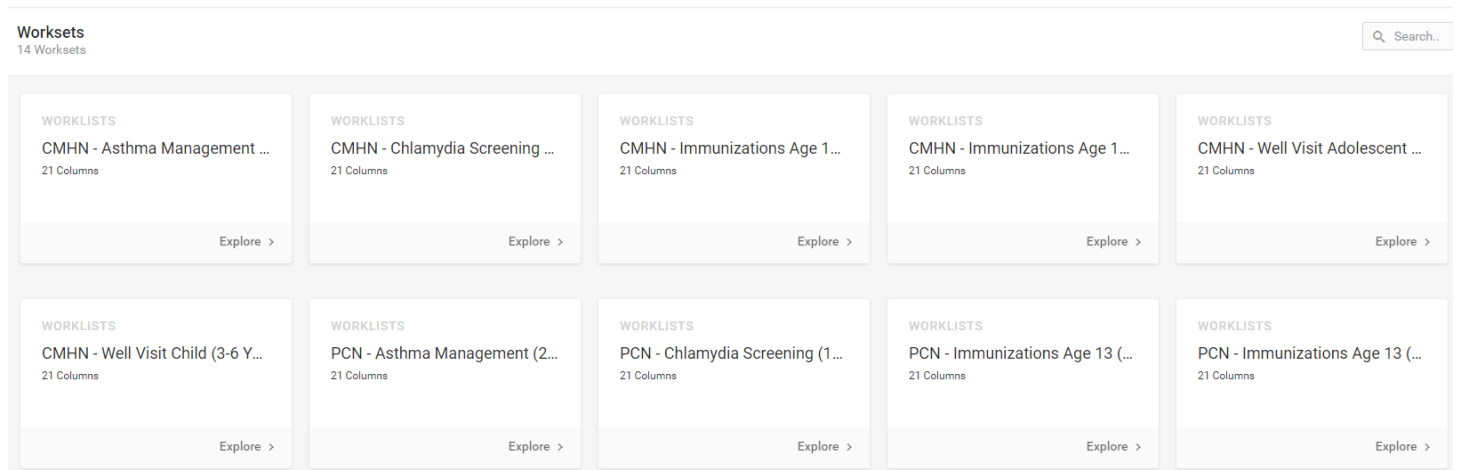 Worksets
14 Worksets
Search..
WORKLISTS
CMHN - Asthma Management ...
21 Columns
Explore >
WORKLISTS
CMHN - Chlamydia Screening ...
21 Columns
Explore >
WORKLISTS
CMHN - Immunizations Age 1...
21 Columns
Explore >
WORKLISTS
CMHN - Immunizations Age 1...
21 Columns
Explore >
WORKLISTS
CMHN - Well Visit Adolescent ...
21 Columns
Explore >
WORKLISTS
CMHN - Well Visit Child (3-6 Y...
21 Columns
Explore >
WORKLISTS
PCN - Asthma Management (2...
21 Columns
Explore >
WORKLISTS
PCN - Chlamydia Screening (1...
21 Columns
Explore >
WORKLISTS
PCN - Immunizations Age 13 (...
21 Columns
Explore >
WORKLISTS
PCN - Immunizations Age 13 (...
21 Columns
Explore >